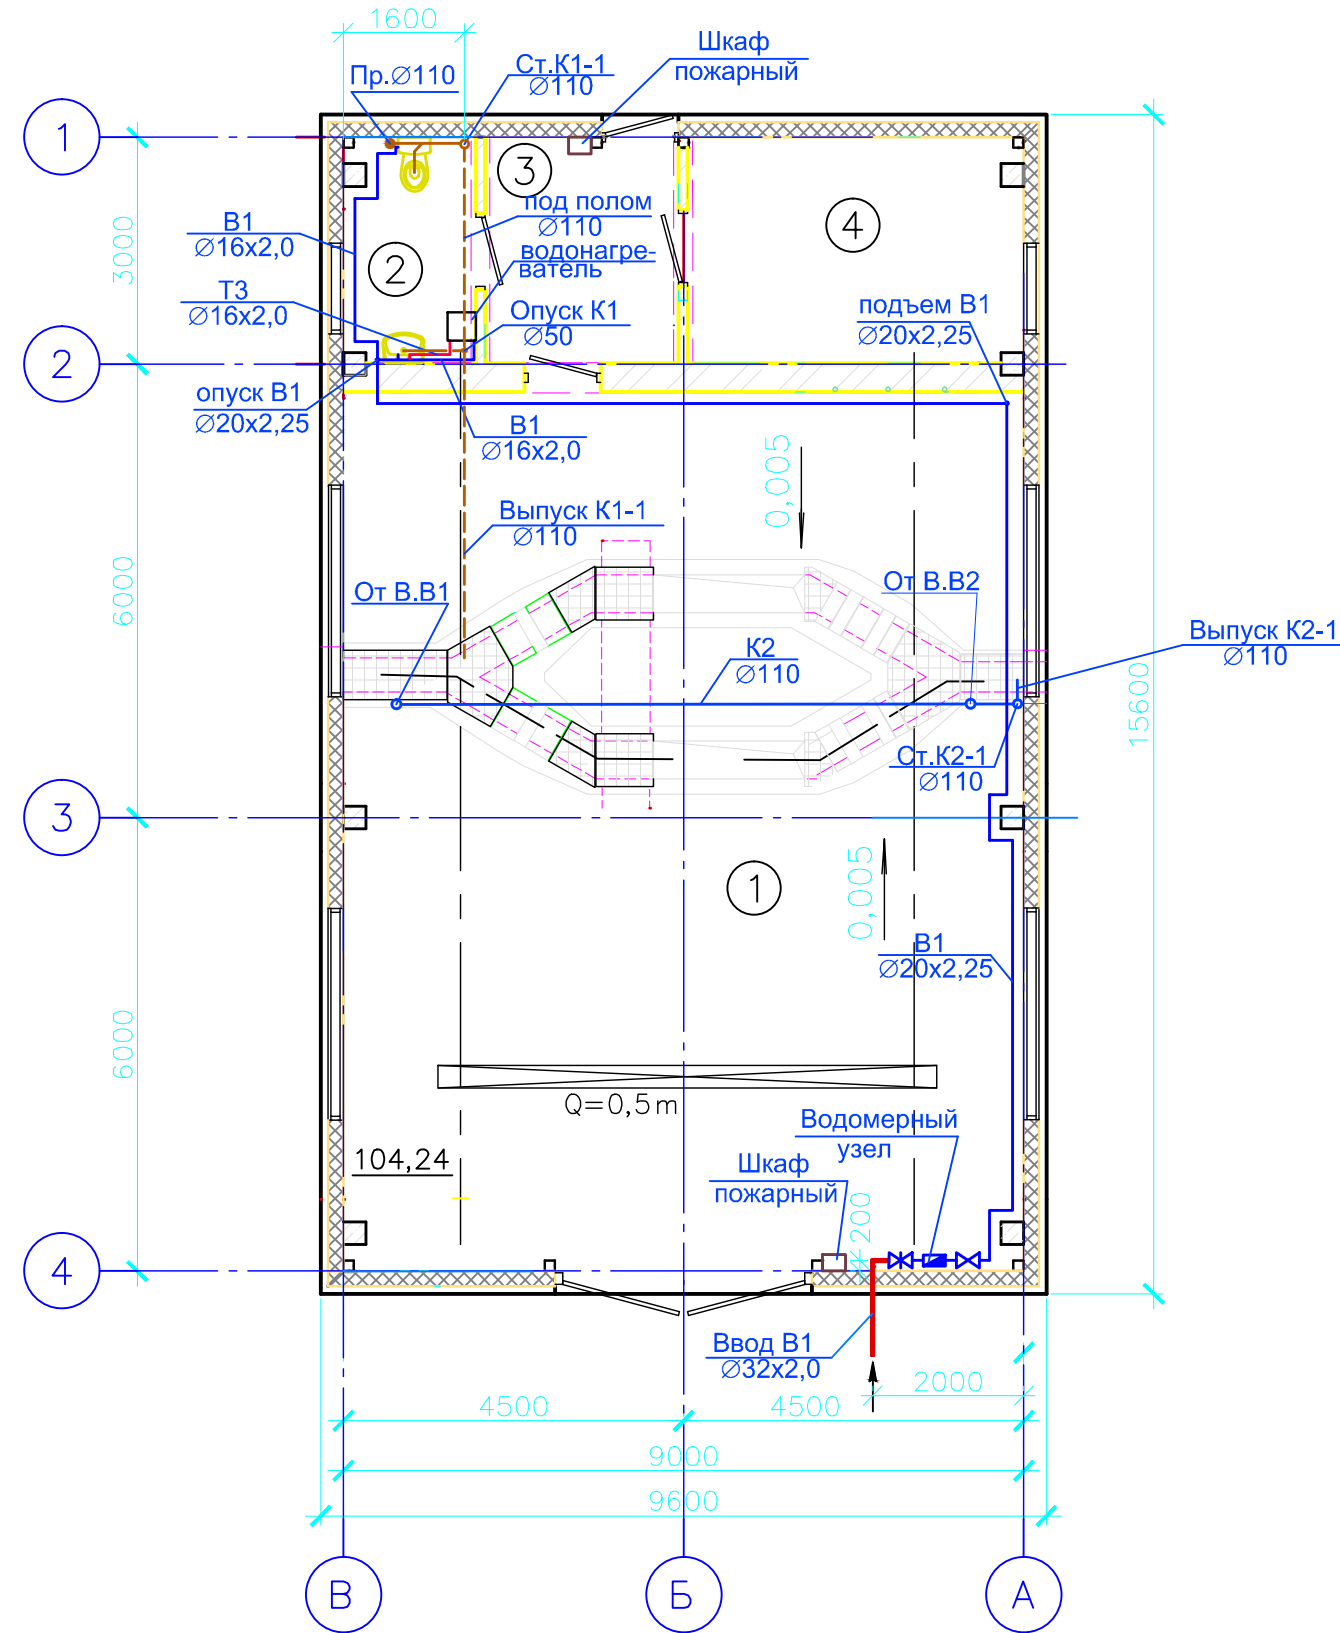 1600
Шкаф
пожарный
Ст.К1-1
∅110
Пр.∅110
1
3
под полом
∅110
4
В1
∅16х2,0
водонагре-
ватель
2
3000
Т3
∅16х2,0
Опуск К1
∅50
подъем В1
∅20х2,25
2
опуск В1
∅20х2,25
В1
∅16х2,0
0,005
Выпуск К1-1
∅110
6000
От В.В1
От В.В2
К2
∅110
Выпуск К2-1
∅110
15600
Ст.К2-1
∅110
3
1
0,005
В1
∅20х2,25
6000
Q=0,5т
Водомерный
узел
104,24
Шкаф
пожарный
200
4
Ввод В1
∅32х2,0
2000
4500
4500
9000
9600
В
Б
А